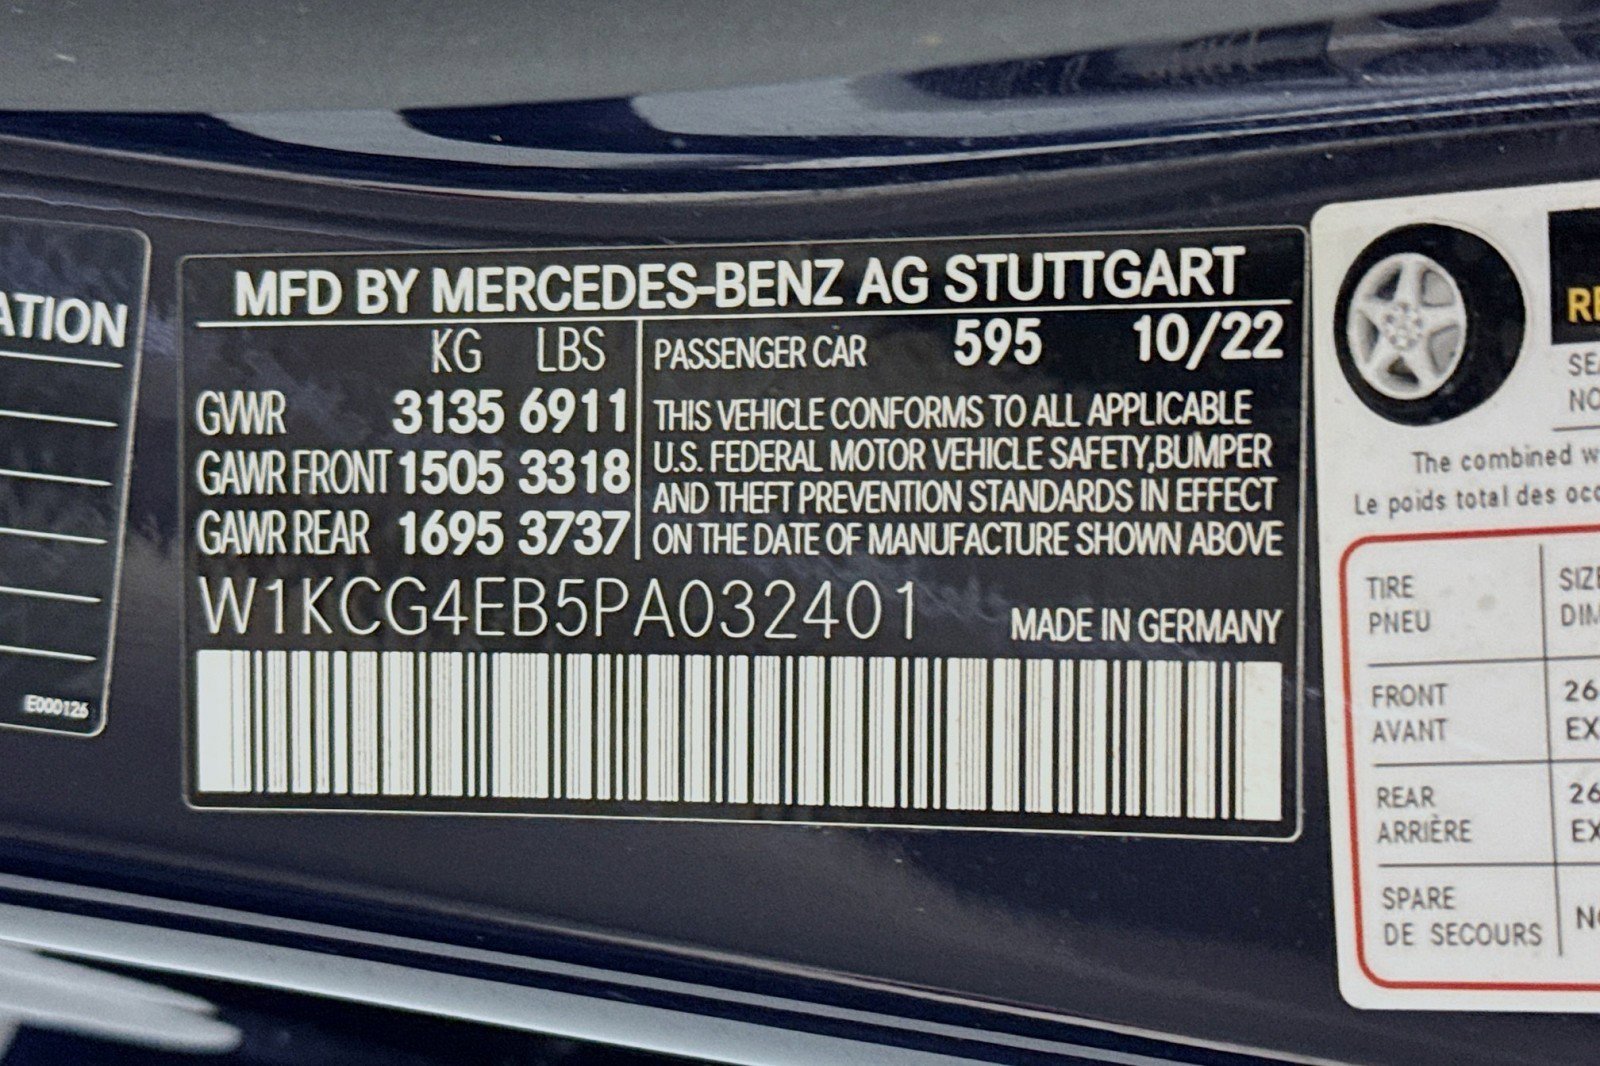 ATION
E000126
MFD BY MERCEDES-BENZ AG STUTTGART
KG LBS
GVWR 3135 6911
GAWR FRONT 1505 3318
GAWR REAR 1695 3737
PASSENGER CAR 595 10/22
THIS VEHICLE CONFORMS TO ALL APPLICABLE
U.S. FEDERAL MOTOR VEHICLE SAFETY,BUMPER
AND THEFT PREVENTION STANDARDS IN EFFECT
ON THE DATE OF MANUFACTURE SHOWN ABOVE
W1KCG4EB5PA032401
MADE IN GERMANY
The combined
Le poids total des
TIRE
PNEU
FRONT 26
AVANT
REAR 26
ARRIÈRE
SPARE
DE SECOURS